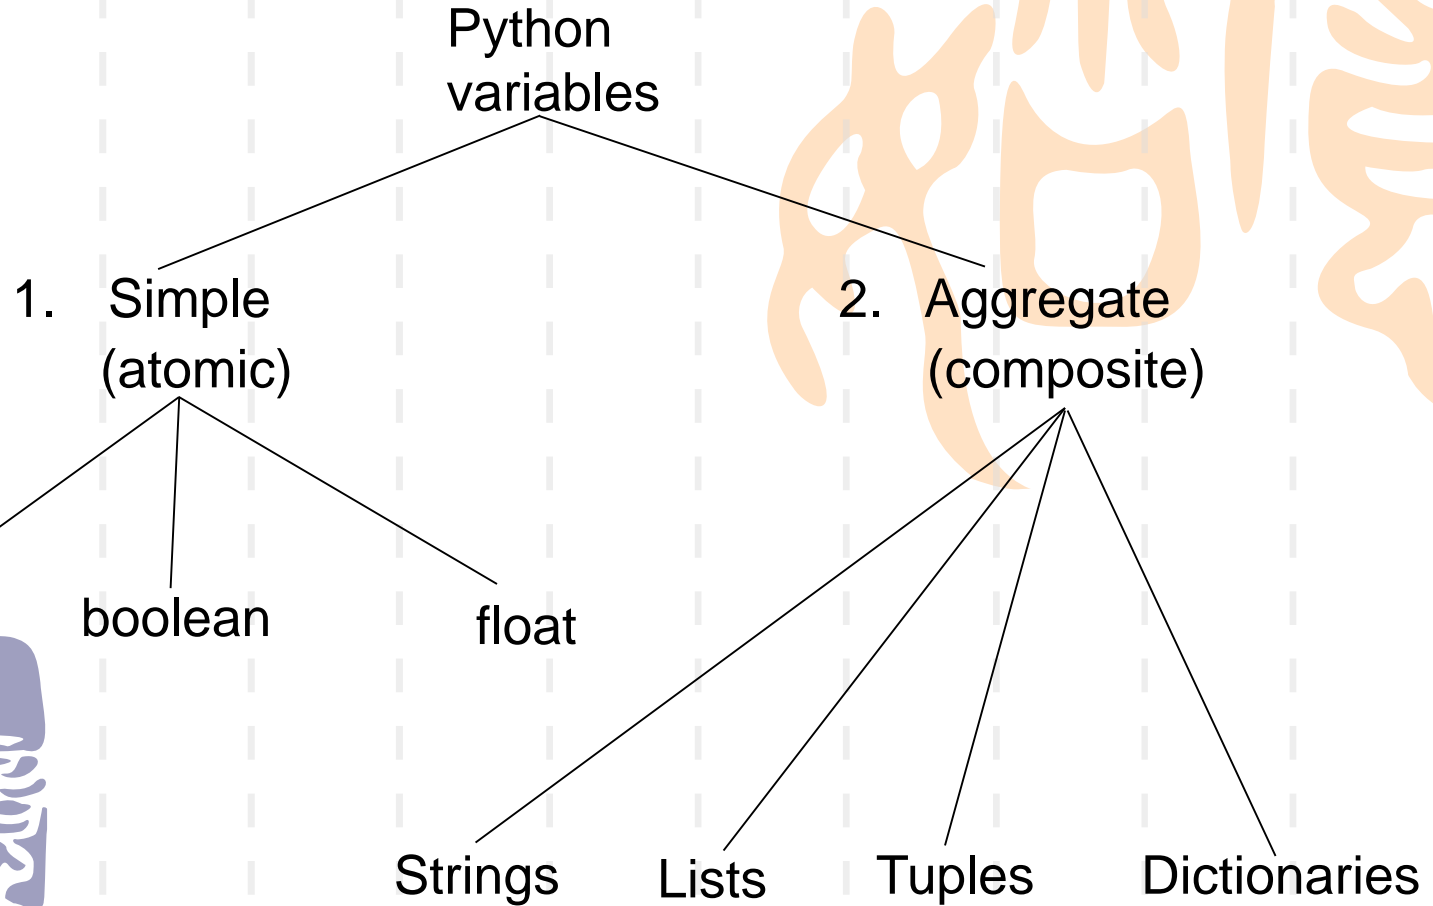 Python
variables
1. Simple
(atomic)
2. Aggregate
(composite)
boolean
float
Strings
Lists
Tuples
Dictionaries